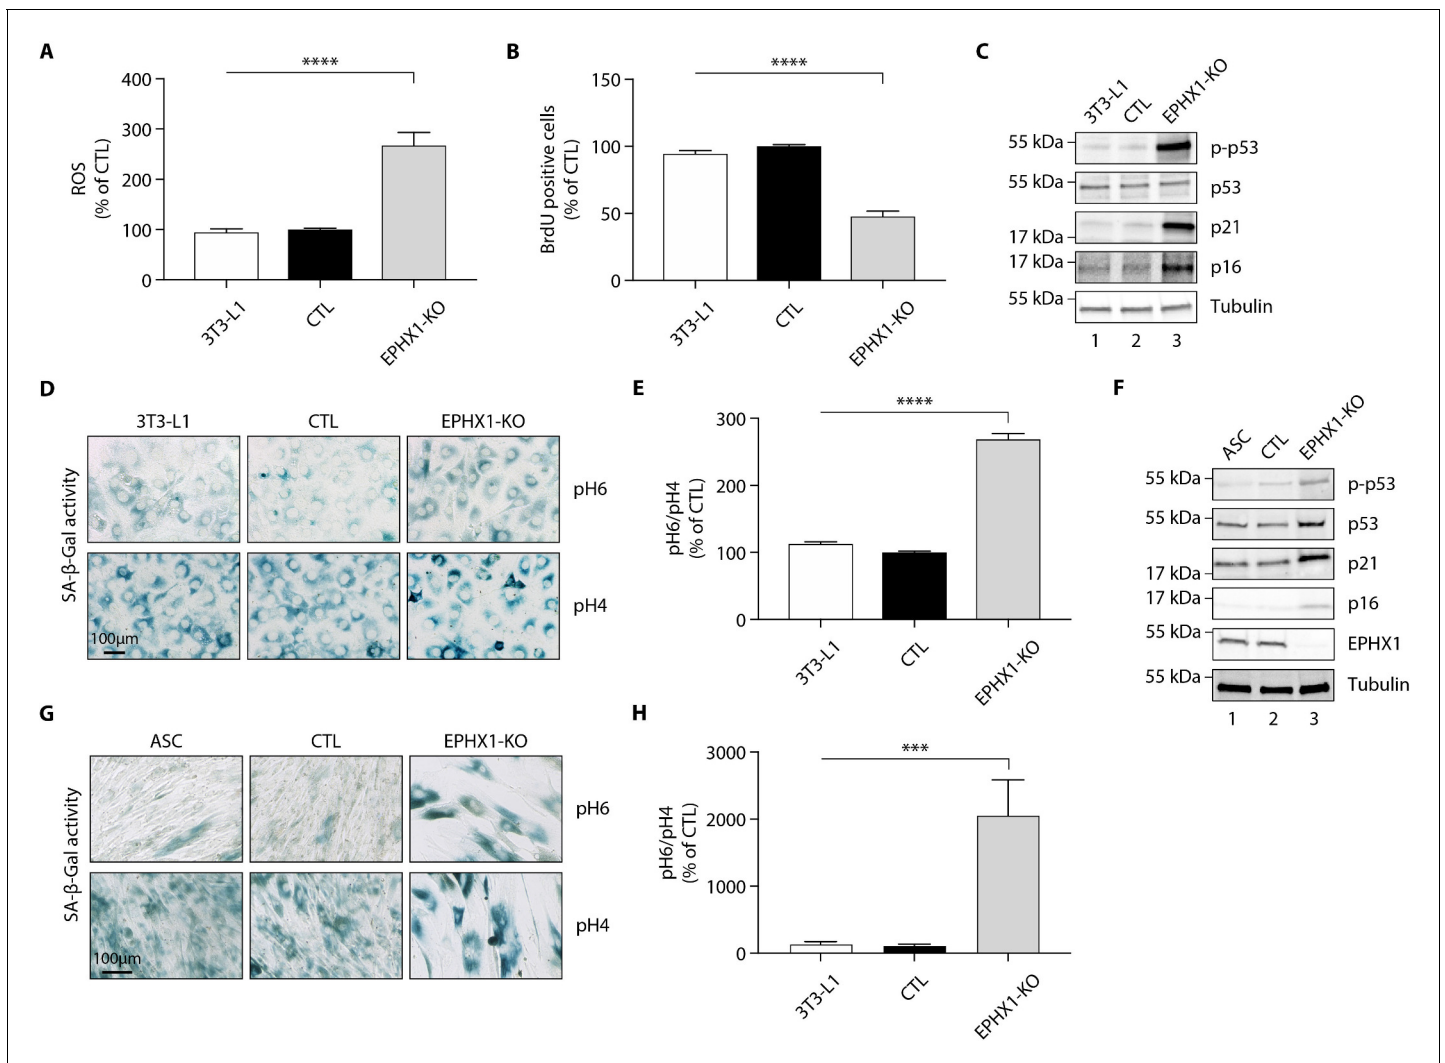 A
ROS
(% of CTL)
400
300
200
100
0
****
3T3-L1
CTL
EPHX1-KO
B
BrdU positive cells
(% of CTL)
150
100
50
0
****
3T3-L1
CTL
EPHX1-KO
C
3T3-L1
CTL
EPHX1-KO
55 kDa
p-p53
55 kDa
p53
p21
17 kDa
17 kDa
p16
55 kDa
Tubulin
1 2 3
D
3T3-L1 CTL EPHX1-KO
SA-β-Gal activity
pH6
pH4
100μm
E
pH6/pH4
(% of CTL)
300
200
100
0
****
3T3-L1
CTL
EPHX1-KO
F
ASC
CTL
EPHX1-KO
55 kDa
p-p53
55 kDa
p53
p21
17 kDa
17 kDa
p16
55 kDa
EPHX1
55 kDa
Tubulin
1 2 3
G
ASC CTL EPHX1-KO
SA-β-Gal activity
pH6
pH4
100μm
H
pH6/pH4
(% of CTL)
3000
2000
1000
0
***
3T3-L1
CTL
EPHX1-KO